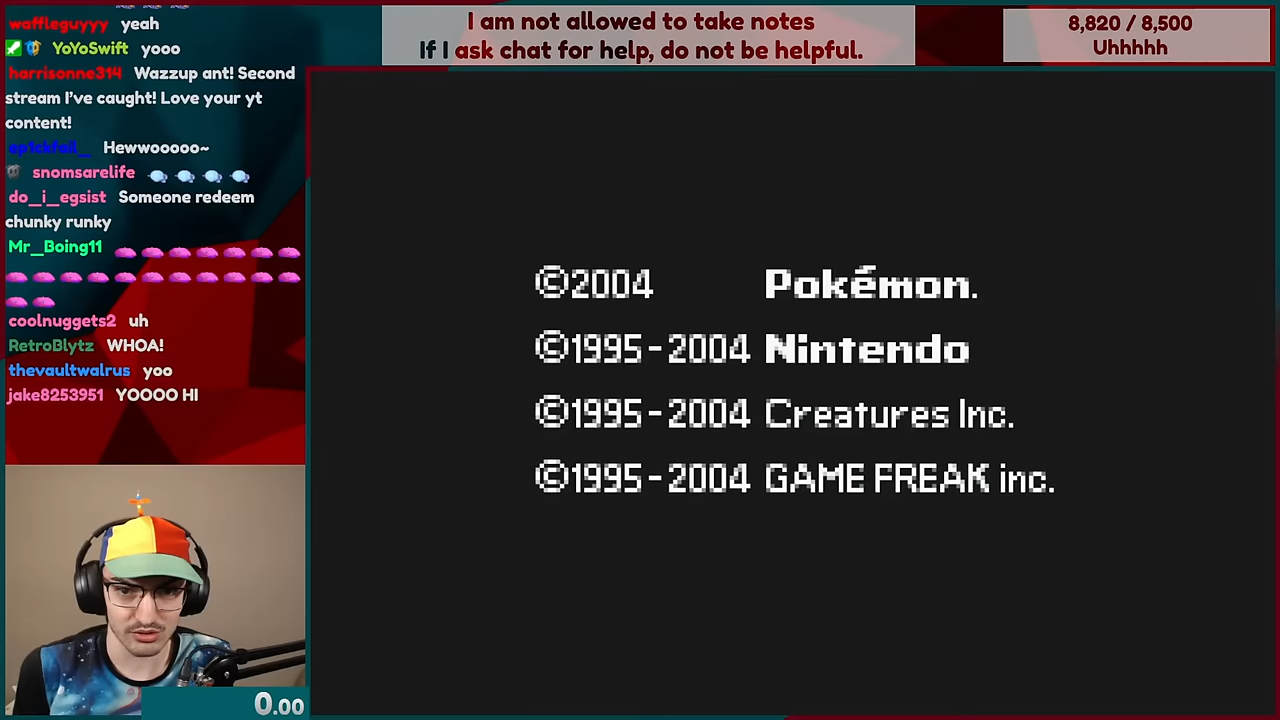 waffleguyyy yeah
YoYoSwift yooo
harrisonne314 Wazzup ant! Second
stream I've caught! Love your yt
content!
Hewwooooo~
snomsarelife
do_i_egsist Someone redeem
chunky runky
Mr_Boing11
coolnuggets2 uh
RetroBlytz WHOA!
thevaultwalrus yoo
jake8253951 YOOOO HI
I am not allowed to take notes
If I ask chat for help, do not be helpful.
8,820 / 8,500
Uhhhhh
©2004 Pokémon.
©1995-2004 Nintendo
©1995-2004 Creatures Inc.
©1995-2004 GAME FREAK inc.
0.00